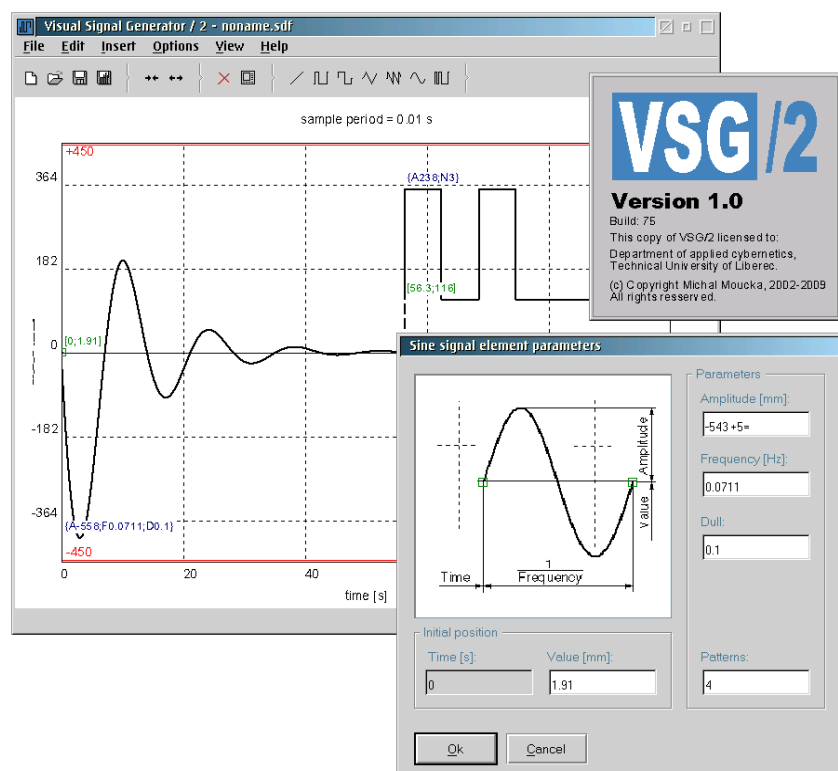 Visual Signal Generator / 2 - noname.sdf
File Edit Insert Options View Help
sample period = 0.01 s
+450
364
182
0
-182
-364
-450
{A238;N3}
[56.3;116]
[0;1.91]
{A-558;F0.0711;D0.1}
0 20 40
time [s]
VSG/2
Version 1.0
Build: 75
This copy of VSG/2 licensed to:
Department of applied cybernetics,
Technical University of Liberec.
(c) Copyright Michal Moucka, 2002-2009
All rights resserved.
Sine signal element parameters
Amplitude
Value
Time
1
Frequency
Parameters
Amplitude [mm]:
-543+5=
Frequency [Hz]:
0.0711
Dull:
0.1
Patterns:
4
Initial position
Time [s]: Value [mm]:
0 1.91
Ok Cancel